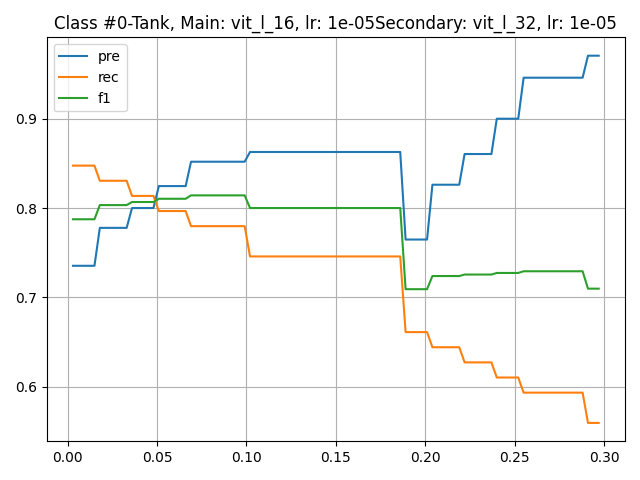 Class #0-Tank, Main: vit_l_16, lr: 1e-05Secondary: vit_l_32, lr: 1e-05
pre
rec
f1
0.9
0.8
0.7
0.6
0.00 0.05 0.10 0.15 0.20 0.25 0.30